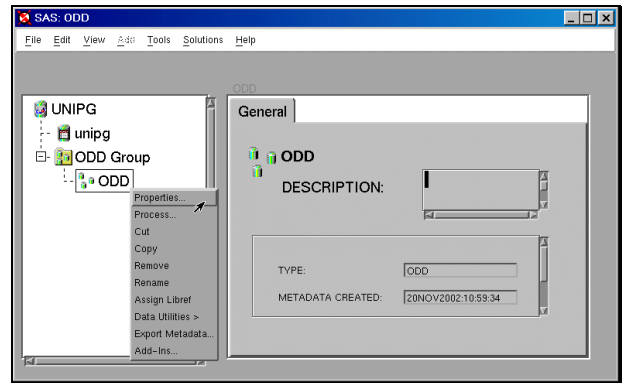 SAS: ODD
File Edit View Add Tools Solutions Help
ODD
UNIPG
unipg
ODD Group
ODD
Properties...
Process...
Cut
Copy
Remove
Rename
Assign Libref
Data Utilities >
Export Metadata...
Add-Ins...
General
ODD
DESCRIPTION:
TYPE: ODD
METADATA CREATED: 20NOV2002:10:59:34